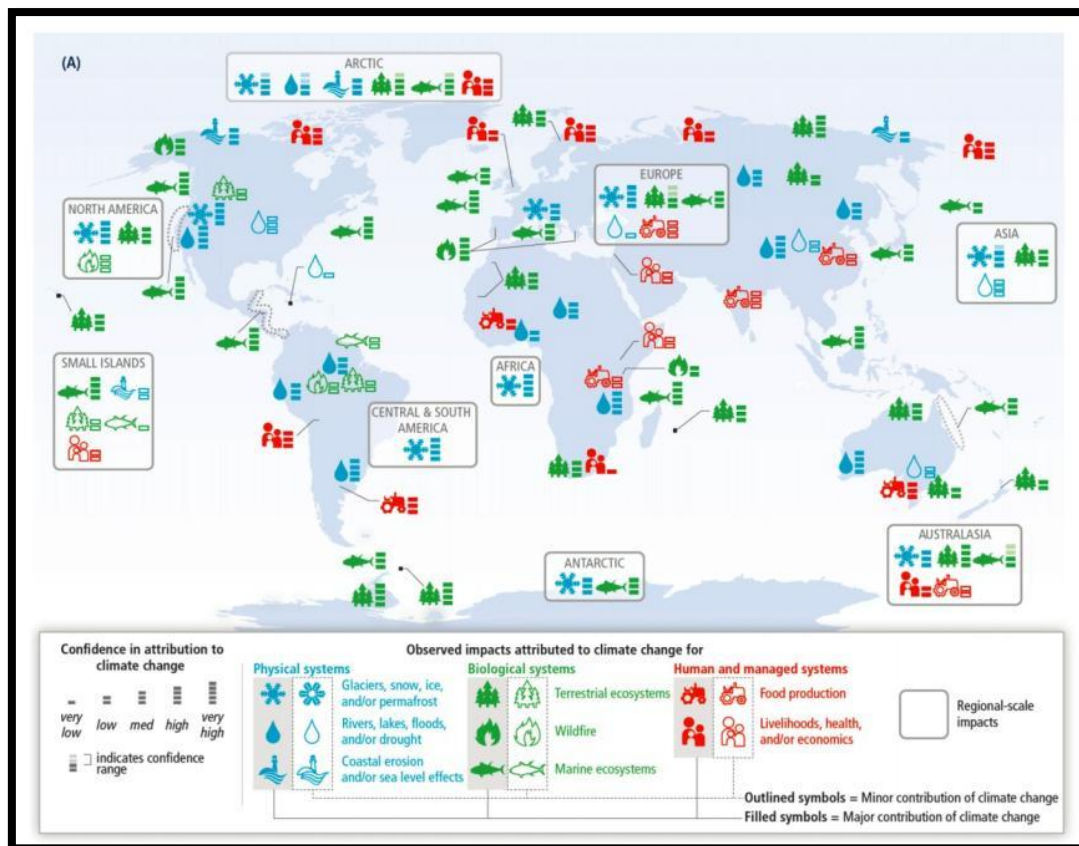 (A)
ARCTIC
EUROPE
NORTH AMERICA
ASIA
SMALL ISLANDS
AFRICA
CENTRAL & SOUTH
AMERICA
ANTARCTIC
AUSTRALASIA
Confidence in attribution to
climate change
very
low
low
med
high
very
high
indicates confidence
range
Observed impacts attributed to climate change for
Physical systems
Glaciers, snow, ice,
and/or permafrost
Rivers, lakes, floods,
and/or drought
Coastal erosion
and/or sea level effects
Biological systems
Terrestrial ecosystems
Wildfire
Marine ecosystems
Human and managed systems
Food production
Livelihoods, health,
and/or economics
Regional-scale
impacts
Outlined symbols = Minor contribution of climate change
Filled symbols = Major contribution of climate change